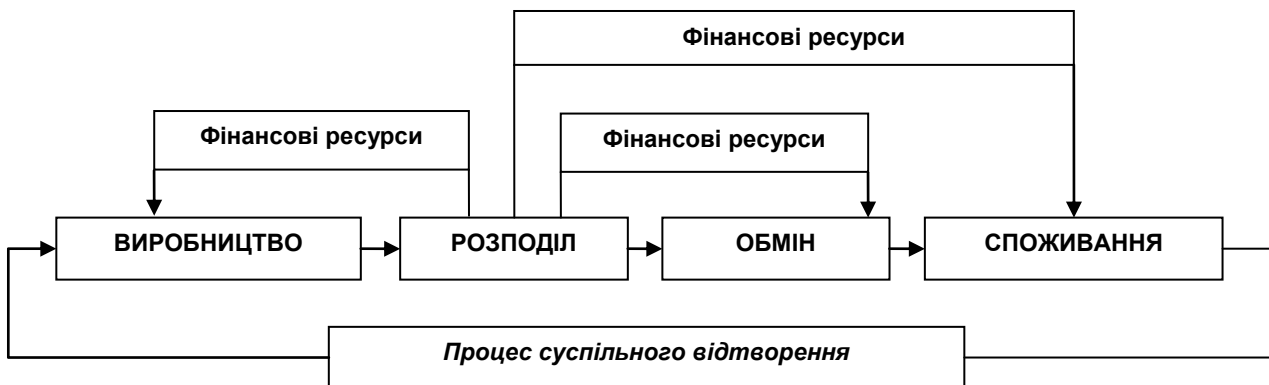 Фінансові ресурси
Фінансові ресурси
Фінансові ресурси
ВИРОБНИЦТВО
РОЗПОДІЛ
ОБМІН
СПОЖИВАННЯ
Процес суспільного відтворення